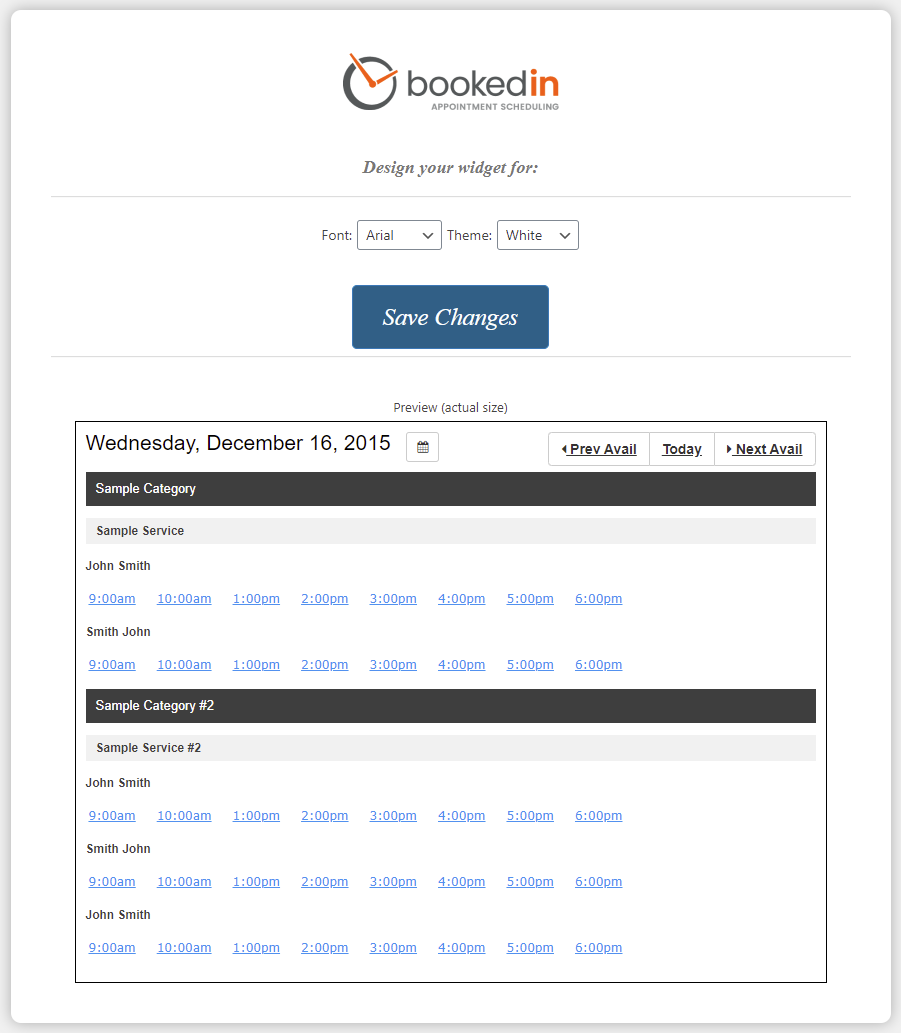 bookedin
APPOINTMENT SCHEDULING
Design your widget for:
Font: Arial Theme: White
Save Changes
Preview (actual size)
Wednesday, December 16, 2015 Prev Avail Today Next Avail
Sample Category
Sample Service
John Smith
9:00am 10:00am 1:00pm 2:00pm 3:00pm 4:00pm 5:00pm 6:00pm
Smith John
9:00am 10:00am 1:00pm 2:00pm 3:00pm 4:00pm 5:00pm 6:00pm
Sample Category #2
Sample Service #2
John Smith
9:00am 10:00am 1:00pm 2:00pm 3:00pm 4:00pm 5:00pm 6:00pm
Smith John
9:00am 10:00am 1:00pm 2:00pm 3:00pm 4:00pm 5:00pm 6:00pm
John Smith
9:00am 10:00am 1:00pm 2:00pm 3:00pm 4:00pm 5:00pm 6:00pm